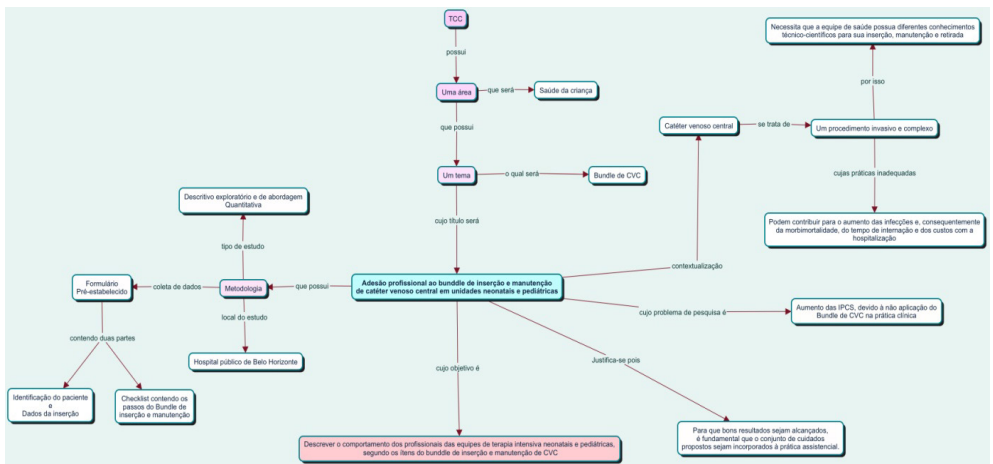 TCC
possui
Uma área
que será
Saúde da criança
que possui
Um tema
o qual será
Bundle de CVC
cujo título será
Adesão profissional ao bunddle de inserção e manutenção
de catéter venoso central em unidades neonatais e pediátricas
contextualização
Catéter venoso central
se trata de
Um procedimento invasivo e complexo
por isso
Necessita que a equipe de saúde possua diferentes conhecimentos
técnico-científicos para sua inserção, manutenção e retirada
cujas práticas inadequadas
Podem contribuir para o aumento das infecções e, consequentemente
da morbimortalidade, do tempo de internação e dos custos com a
hospitalização
cujo problema de pesquisa é
Aumento das IPCS, devido à não aplicação do
Bundle de CVC na prática clínica
Justifica-se pois
Para que bons resultados sejam alcançados,
é fundamental que o conjunto de cuidados
propostos sejam incorporados à prática assistencial.
cujo objetivo é
Descrever o comportamento dos profissionais das equipes de terapia intensiva neonatais e pediátricas,
segundo os ítens do bunddle de inserção e manutenção de CVC
que possui
Metodologia
tipo de estudo
Descritivo exploratório e de abordagem
Quantitativa
local do estudo
Hospital público de Belo Horizonte
coleta de dados
Formulário
Pré-estabelecido
contendo duas partes
Identificação do paciente
e
Dados da inserção
Checklist contendo os
passos do Bundle de
inserção e manutenção